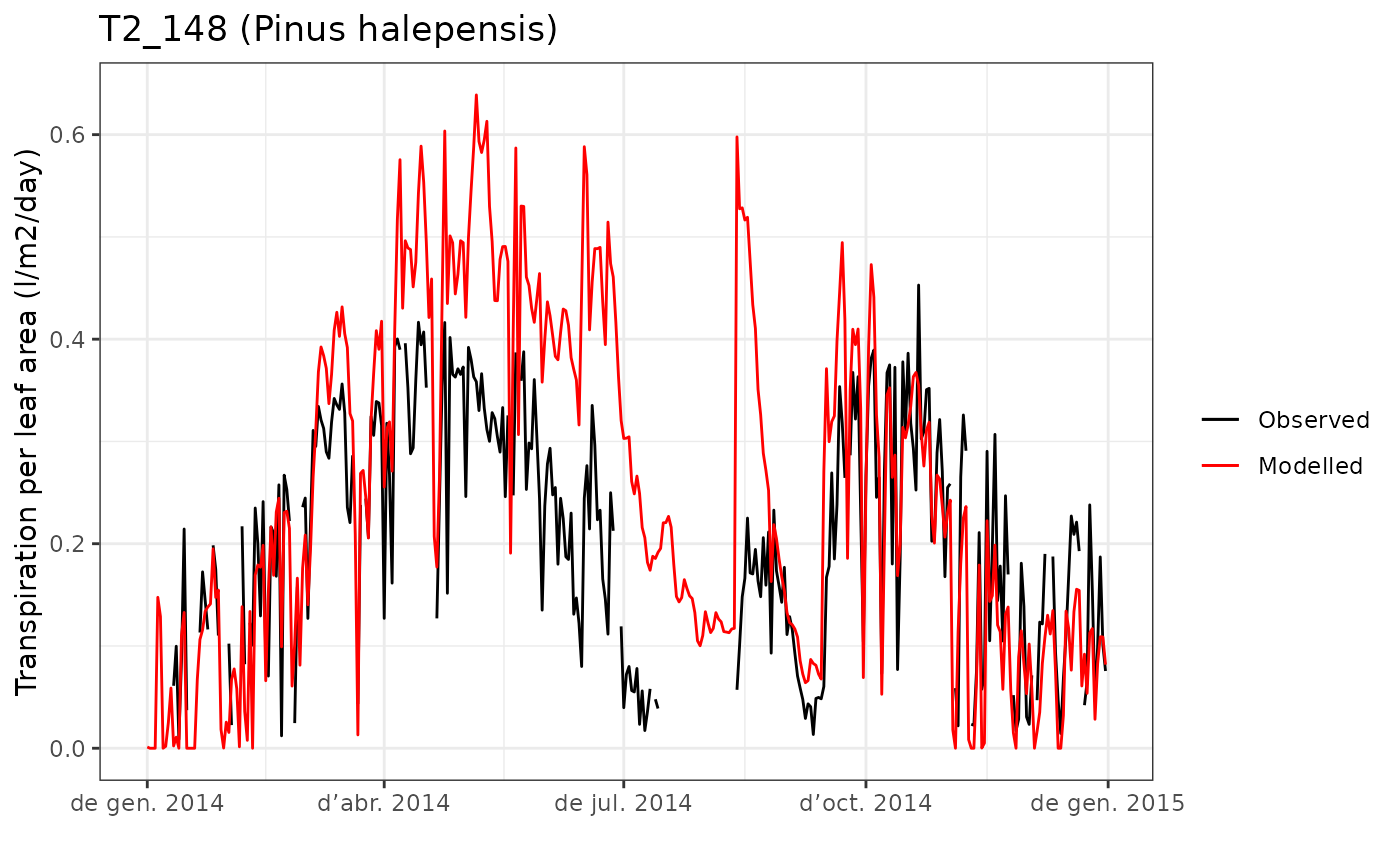 T2_148 (Pinus halepensis)
Transpiration per leaf area (l/m2/day)
0.6
0.4
0.2
0.0
de gen. 2014
d’abr. 2014
de jul. 2014
d’oct. 2014
de gen. 2015
Observed
Modelled